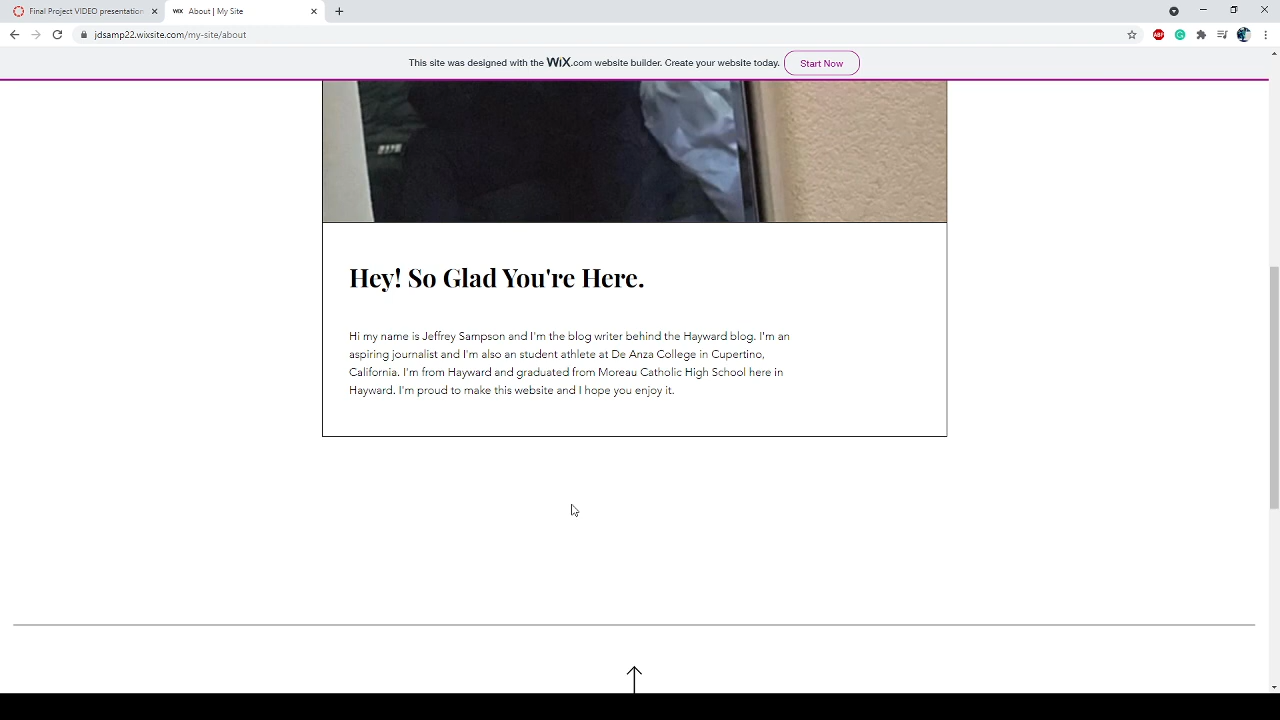 Final Project VIDEO presentation
WiX About | My Site
jdsamp22.wixsite.com/my-site/about
ABP
This site was designed with the WiX.com website builder. Create your website today. Start Now
Hey! So Glad You're Here.
Hi my name is Jeffrey Sampson and I'm the blog writer behind the Hayward blog. I'm an
aspiring journalist and I'm also an student athlete at De Anza College in Cupertino,
California. I'm from Hayward and graduated from Moreau Catholic High School here in
Hayward. I'm proud to make this website and I hope you enjoy it.